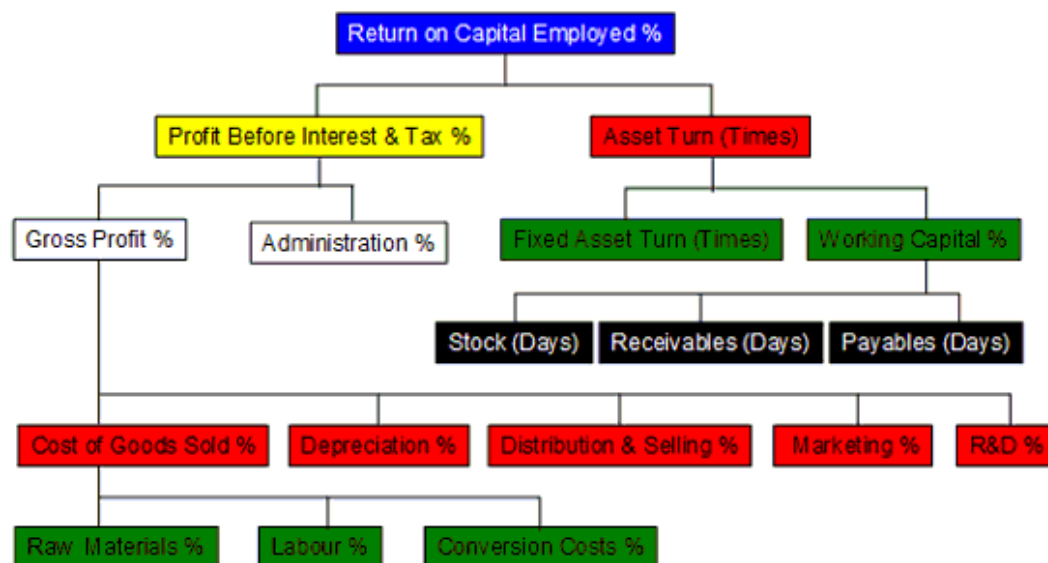 Return on Capital Employed %
Profit Before Interest & Tax %
Asset Turn (Times)
Gross Profit %
Administration %
Fixed Asset Turn (Times)
Working Capital %
Stock (Days)
Receivables (Days)
Payables (Days)
Cost of Goods Sold %
Depreciation %
Distribution & Selling %
Marketing %
R&D %
Raw Materials %
Labour %
Conversion Costs %